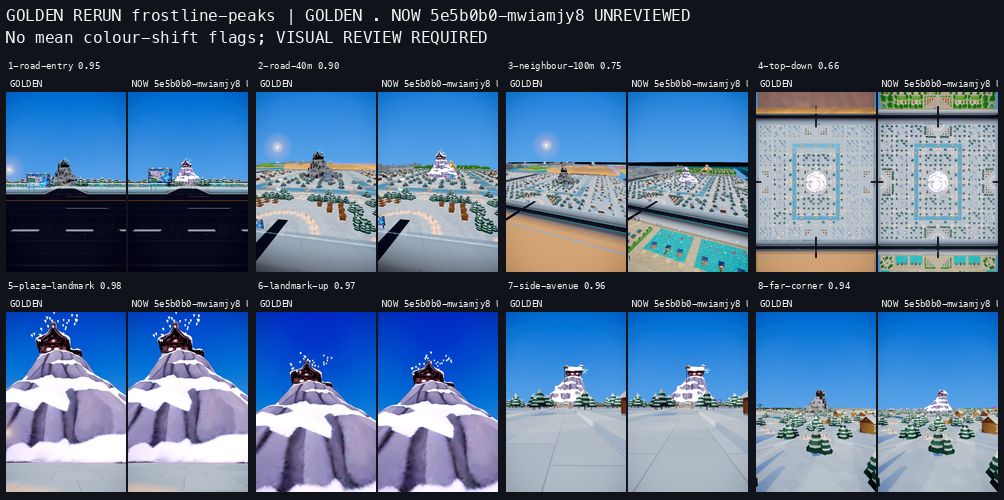 GOLDEN RERUN frostline-peaks | GOLDEN . NOW 5e5b0b0-mwiamjy8 UNREVIEWED
No mean colour-shift flags; VISUAL REVIEW REQUIRED
1-road-entry 0.95
2-road-40m 0.90
3-neighbour-100m 0.75
4-top-down 0.66
GOLDEN
NOW 5e5b0b0-mwiamjy8 U
GOLDEN
NOW 5e5b0b0-mwiamjy8 U
GOLDEN
NOW 5e5b0b0-mwiamjy8 U
GOLDEN
NOW 5e5b0b0-mwiamjy8 U
5-plaza-landmark 0.98
6-landmark-up 0.97
7-side-avenue 0.96
8-far-corner 0.94
GOLDEN
NOW 5e5b0b0-mwiamjy8 U
GOLDEN
NOW 5e5b0b0-mwiamjy8 U
GOLDEN
NOW 5e5b0b0-mwiamjy8 U
GOLDEN
NOW 5e5b0b0-mwiamjy8 U